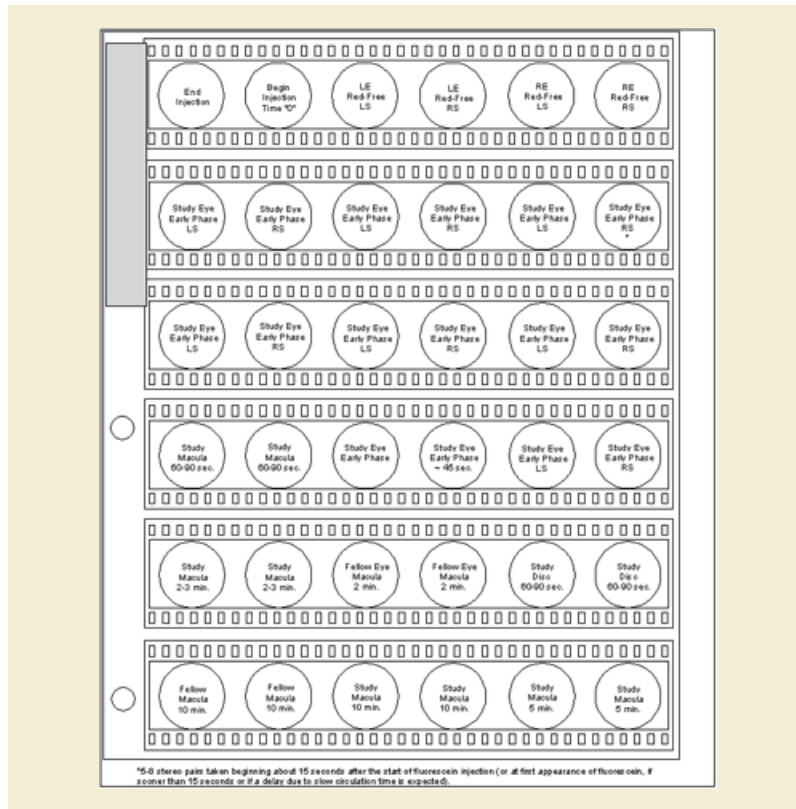 End
Injection
Begin
Injection
Time "0"
LE
Red-Free
LS
LE
Red-Free
RS
RE
Red-Free
LS
RE
Red-Free
RS
Study Eye
Early Phase
LS
Study Eye
Early Phase
RS
Study Eye
Early Phase
LS
Study Eye
Early Phase
RS
Study Eye
Early Phase
LS
Study Eye
Early Phase
RS
*
Study Eye
Early Phase
LS
Study Eye
Early Phase
RS
Study Eye
Early Phase
LS
Study Eye
Early Phase
RS
Study Eye
Early Phase
LS
Study Eye
Early Phase
RS
Study
Macula
60-90 sec.
Study
Macula
60-90 sec.
Study Eye
Early Phase
Study Eye
Early Phase
~ 45 sec.
Study Eye
Early Phase
LS
Study Eye
Early Phase
RS
Study
Macula
2-3 min.
Study
Macula
2-3 min.
Fellow Eye
Macula
2 min.
Fellow Eye
Macula
2 min.
Study
Disc
60-90 sec.
Study
Disc
60-90 sec.
Fellow
Macula
10 min.
Fellow
Macula
10 min.
Study
Macula
10 min.
Study
Macula
10 min.
Study
Macula
5 min.
Study
Macula
5 min.
*5-8 stereo pairs taken beginning about 15 seconds after the start of fluorescein injection (or at first appearance of fluorescein, if
sooner than 15 seconds or if a delay due to slow circulation time is expected).